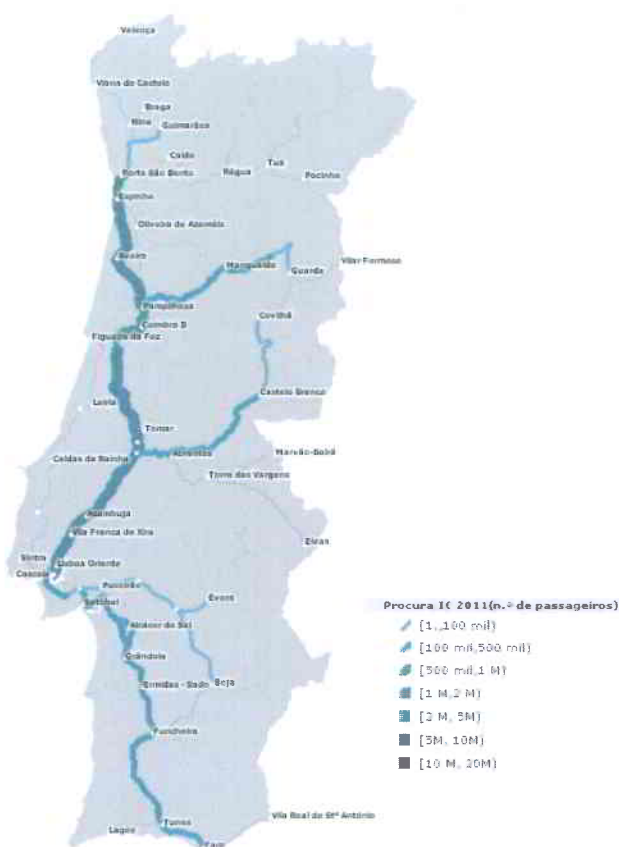 Valença
Viana do Castelo
Braga
Nine
Guimarães
Caíde
Porto São Bento
Régua
Tua
Pocinho
Espinho
Oliveira de Azeméis
Aveiro
Mangualde
Guarda
Vilar Formoso
Pampilhosa
Covilhã
Coimbra B
Figueira da Foz
Castelo Branco
Leiria
Tomar
Caldas da Rainha
Abrantes
Marvão-Beirã
Torre das Vargens
Azambuja
Vila Franca de Xira
Elvas
Sintra
Lisboa Oriente
Cascais
Poceirão
Setúbal
Évora
Alcácer do Sal
Grândola
Ermidas - Sado
Beja
Funcheira
Vila Real de Stº António
Lagos
Tunes
Faro
Procura IC 2011(n.º de passageiros)
[1,,100 mil)
[100 mil,500 mil)
[500 mil,1 M)
[1 M,2 M)
[2 M, 5M)
[5M, 10M)
[10 M, 20M)